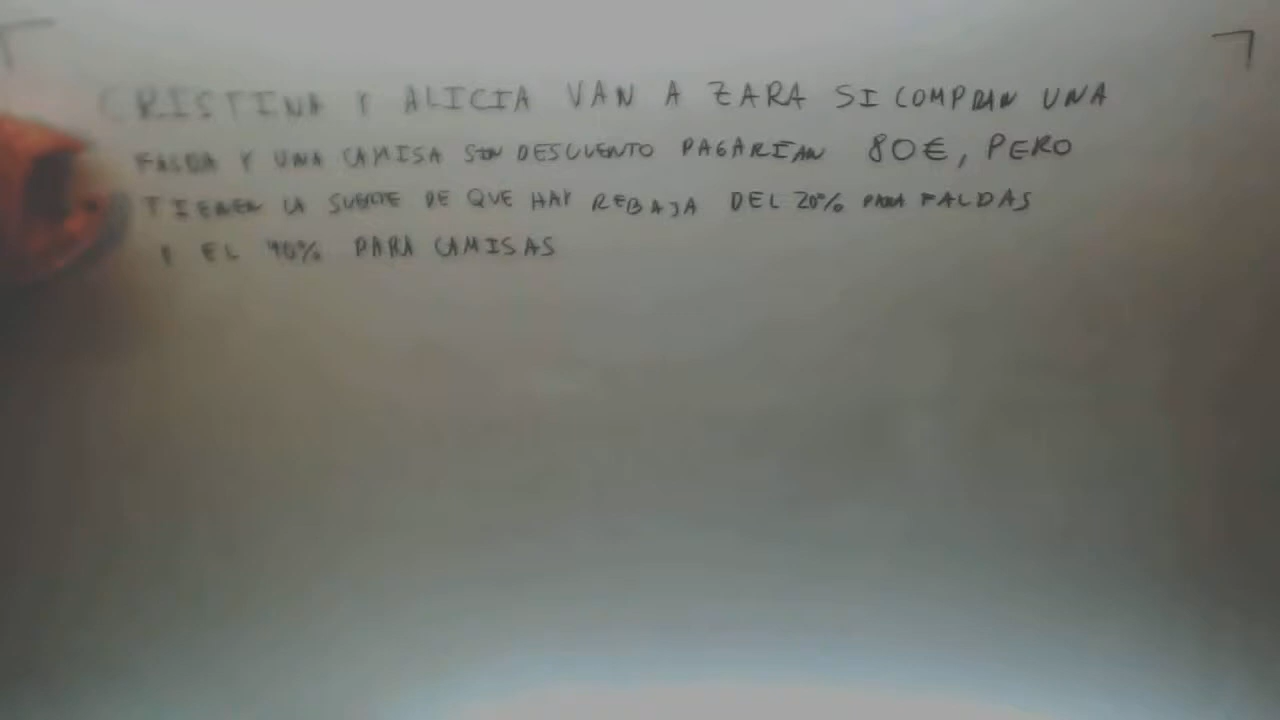 CRISTINA Y ALICIA VAN A ZARA SI COMPRAN UNA
FALDA Y UNA CAMISA SIN DESCUENTO PAGARIAN 80€, PERO
TIENEN LA SUERTE DE QUE HAY REBAJA DEL 20% PARA FALDAS
Y EL 40% PARA CAMISAS